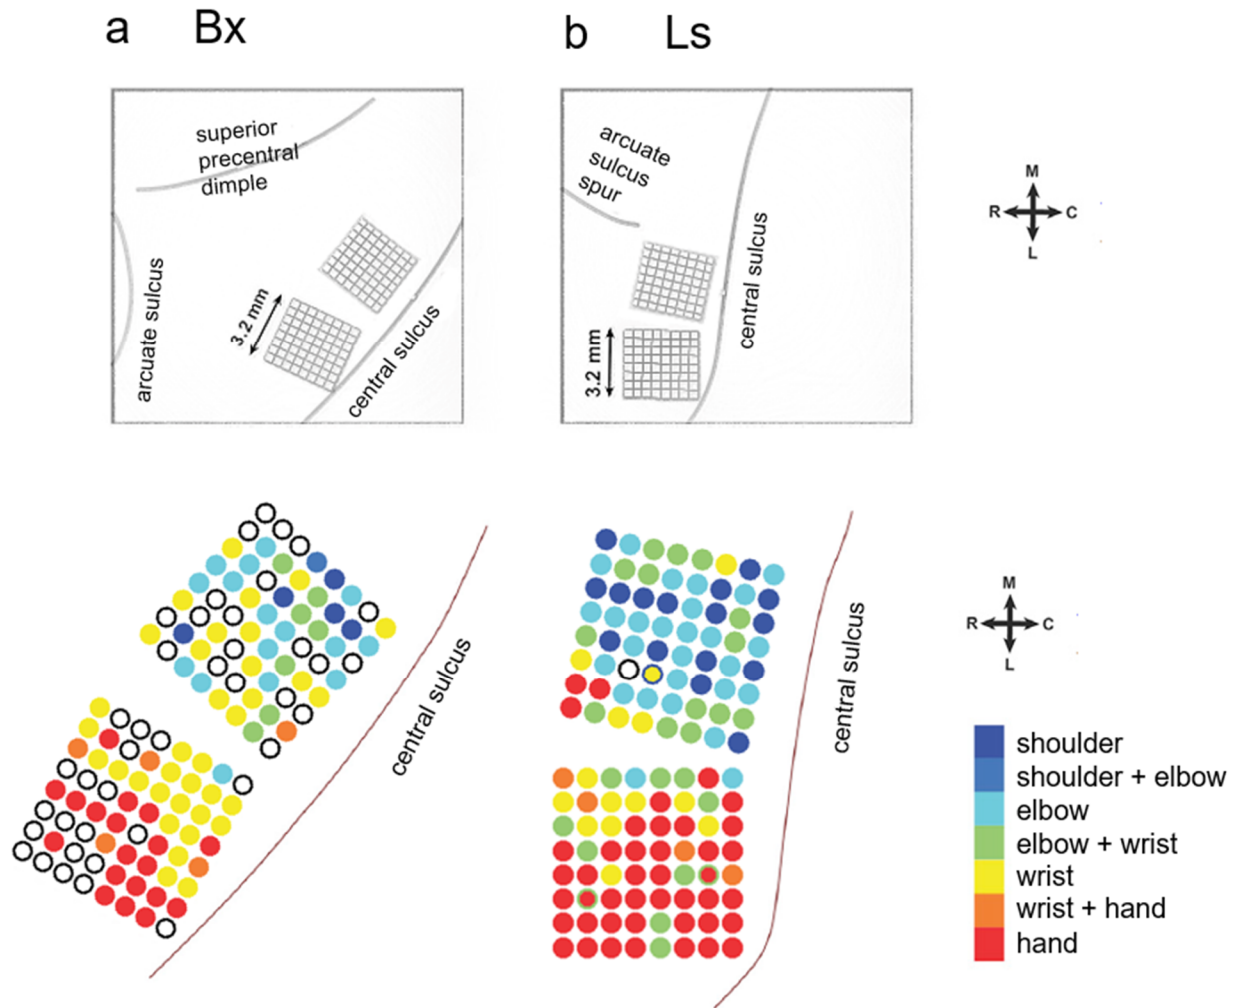 a Bx
b Ls
superior
precentral
dimple
arcuate sulcus
3.2 mm
central sulcus
arcuate
sulcus
spur
3.2 mm
central sulcus
M
R C
L
central sulcus
central sulcus
M
R C
L
shoulder
shoulder + elbow
elbow
elbow + wrist
wrist
wrist + hand
hand